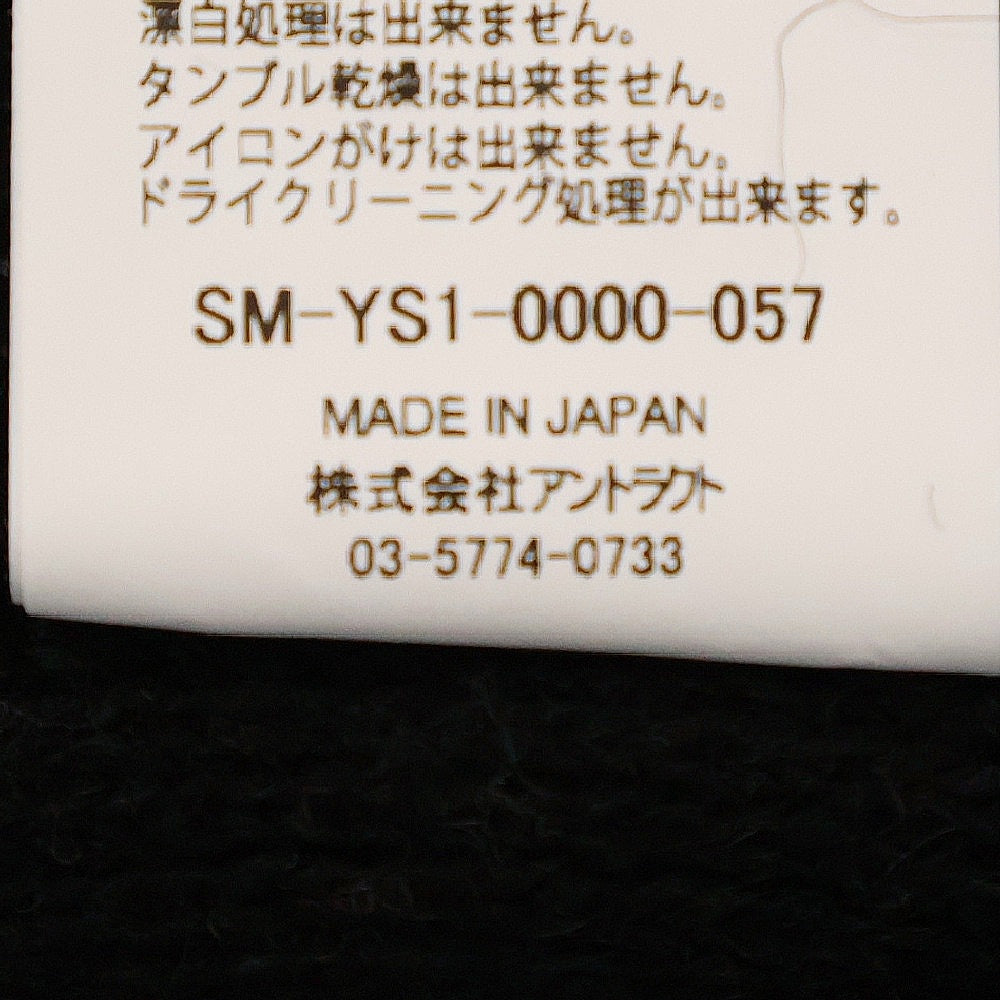 漂白処理は出来ません。
タンブル乾燥は出来ません。
アイロンがけは出来ません。
ドライクリーニング処理が出来ます。
SM-YS1-0000-057
MADE IN JAPAN
株式会社アントラクト
03-5774-0733